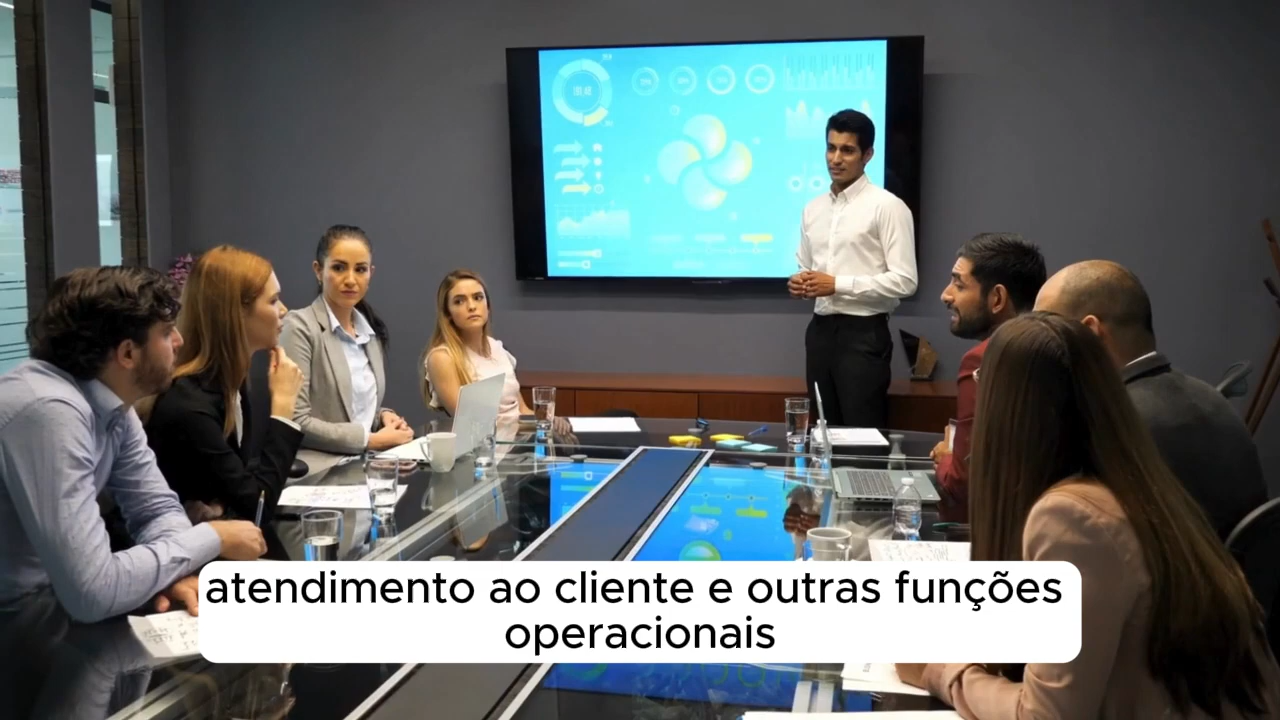 atendimento ao cliente e outras funções
operacionais